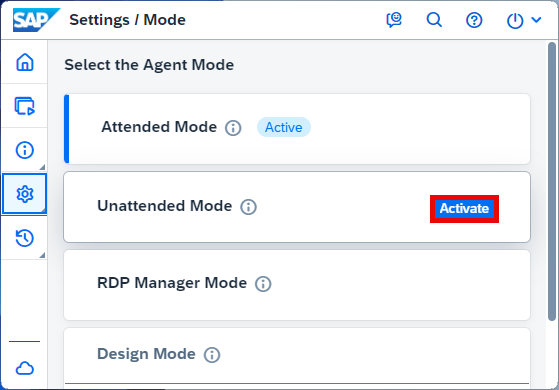 SAP
Settings / Mode
Select the Agent Mode
Attended Mode Active
Unattended Mode Activate
RDP Manager Mode
Design Mode